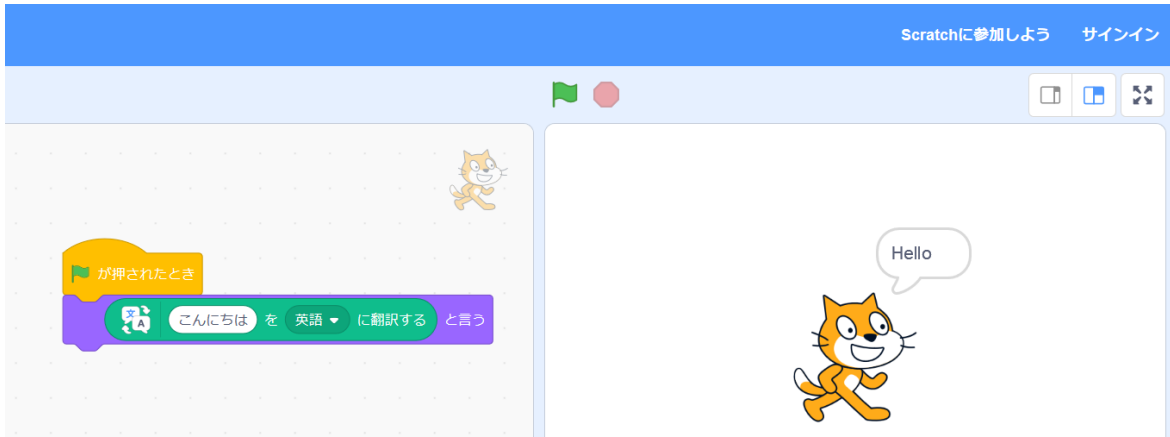 Scratchに参加しよう サインイン
が押されたとき
こんにちは を 英語 に翻訳する と言う
Hello